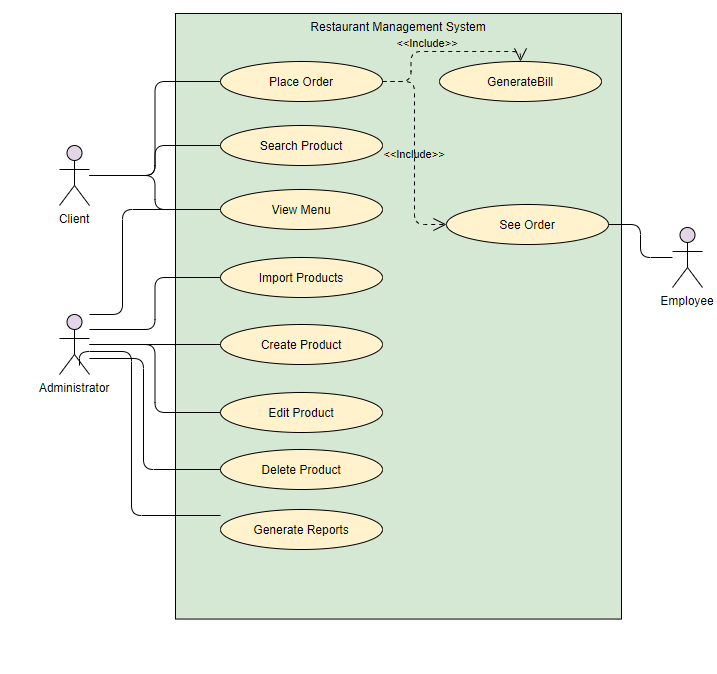 Restaurant Management System
<<Include>>
Place Order
GenerateBill
Search Product
<<Include>>
Client
View Menu
See Order
Import Products
Employee
Create Product
Administrator
Edit Product
Delete Product
Generate Reports